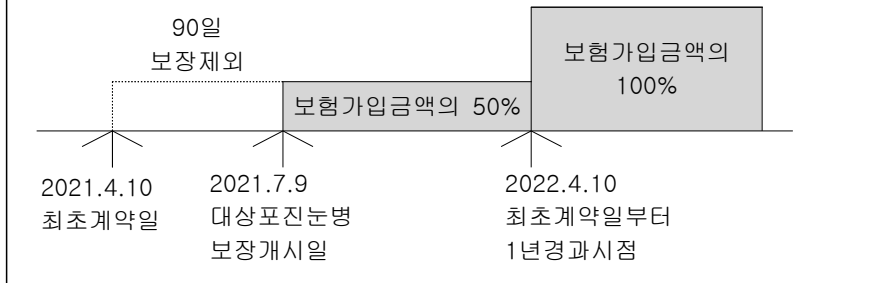 90일
보장제외
보험가입금액의 50%
보험가입금액의
100%
2021.4.10
최초계약일
2021.7.9
대상포진눈병
보장개시일
2022.4.10
최초계약일부터
1년경과시점